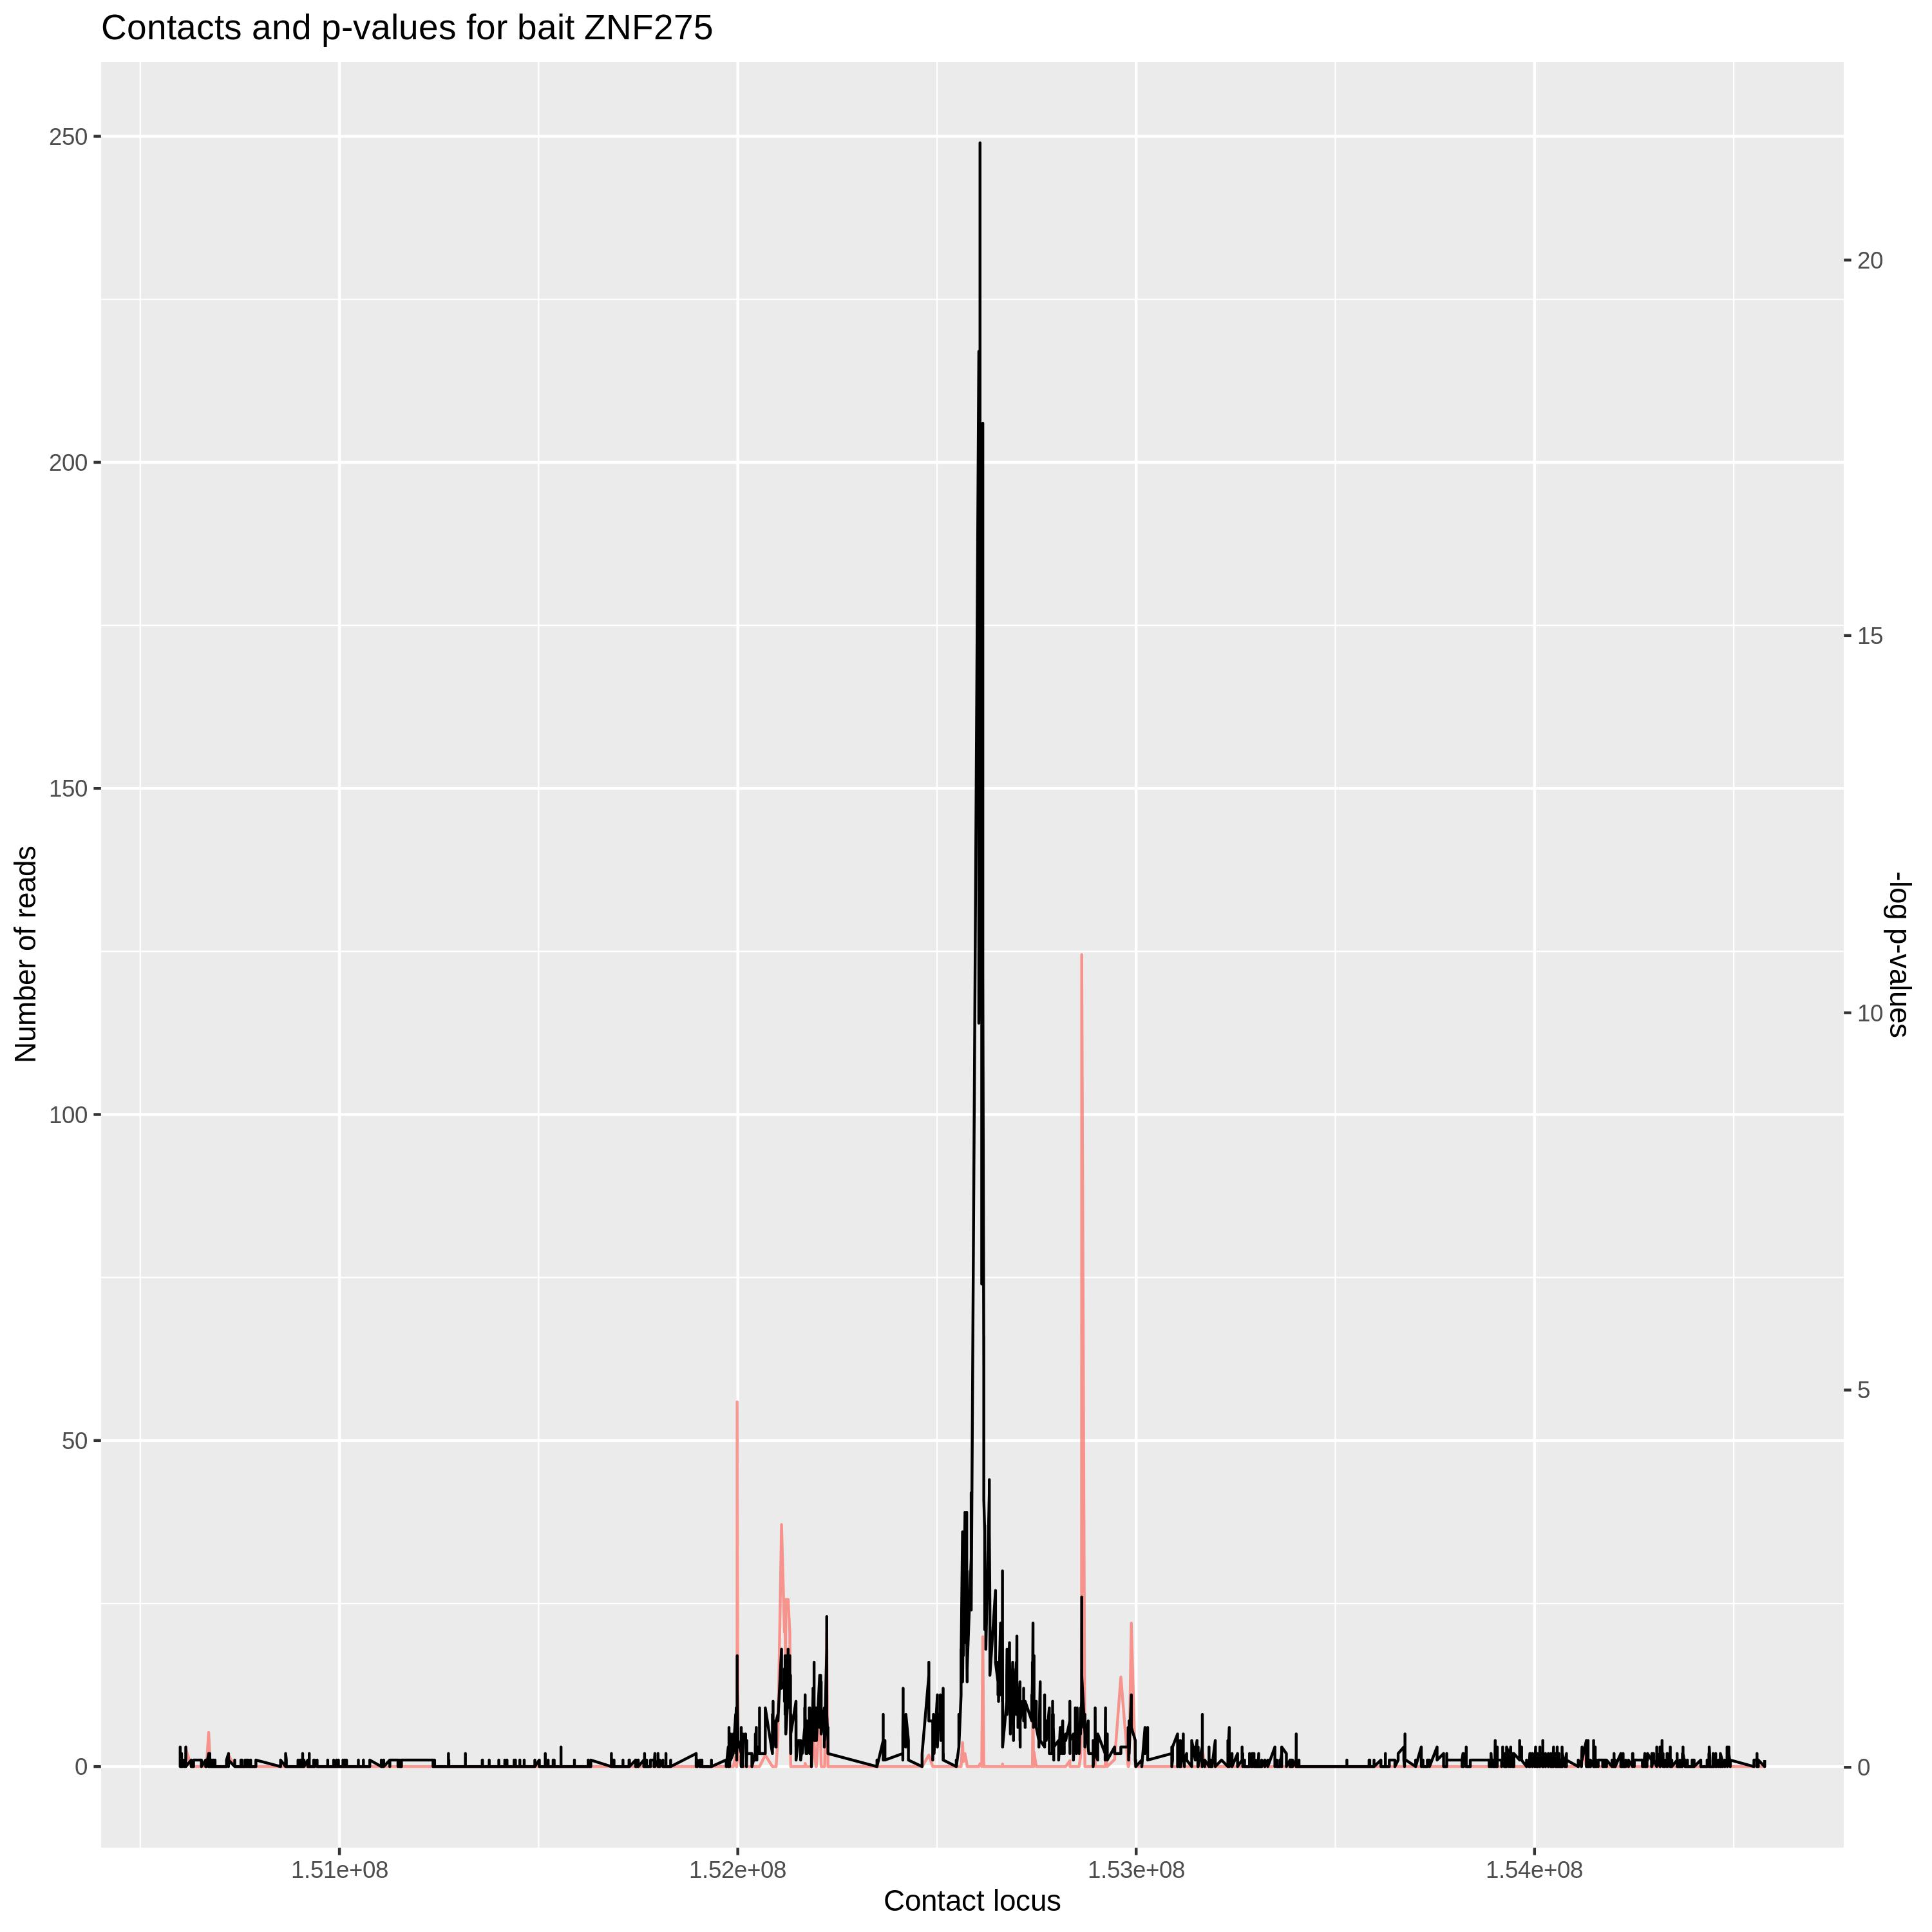 Contacts and p-values for bait ZNF275
250
200
150
100
50
0
Number of reads
20
15
10
5
0
-log p-values
1.51e+08
1.52e+08
1.53e+08
1.54e+08
Contact locus